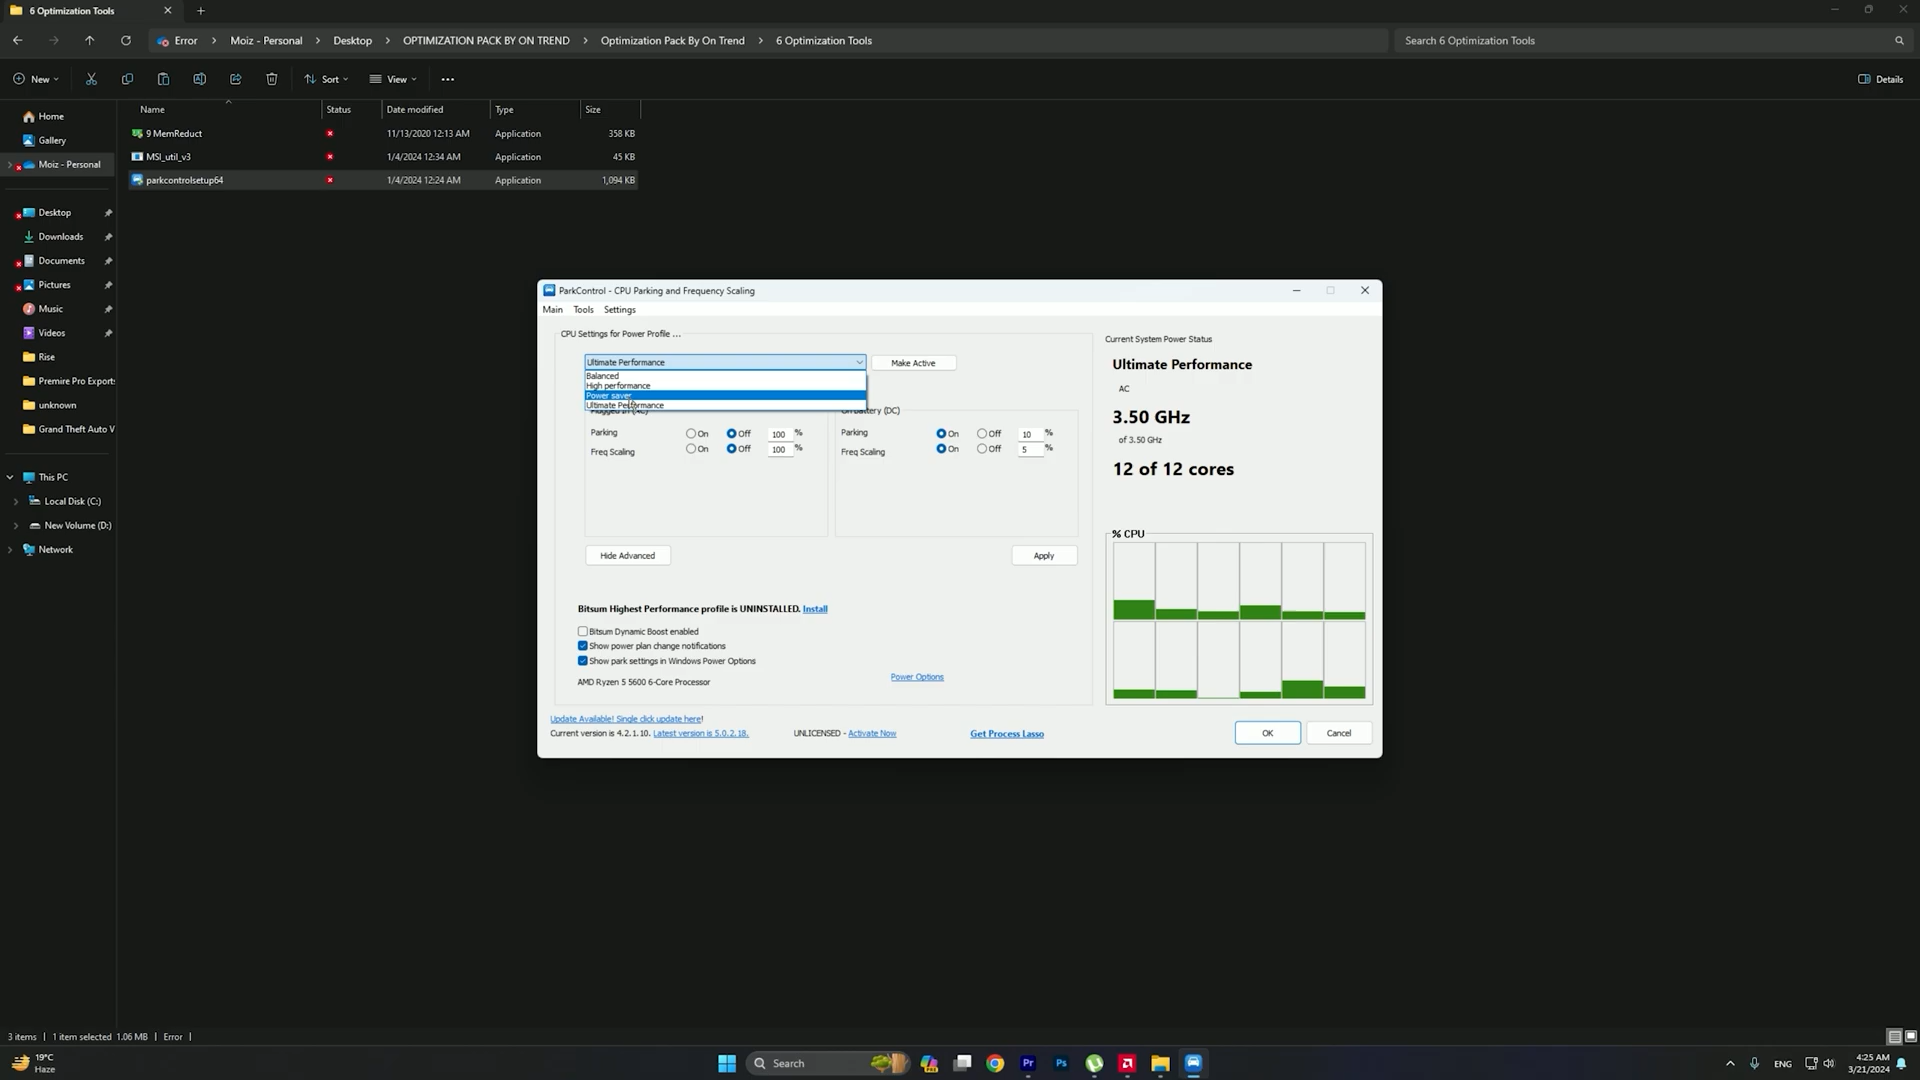 6 Optimization Tools
Error > Moiz - Personal > Desktop > OPTIMIZATION PACK BY ON TREND > Optimization Pack By On Trend > 6 Optimization Tools
Search 6 Optimization Tools
New
Sort
View
Details
Name
Status
Date modified
Type
Size
9 MemReduct 11/13/2020 12:13 AM Application 358 KB
MSI_util_v3 1/4/2024 12:34 AM Application 45 KB
parkcontrolsetup64 1/4/2024 12:24 AM Application 1,094 KB
Home
Gallery
Moiz - Personal
Desktop
Downloads
Documents
Pictures
Music
Videos
Rise
Premire Pro Exports
unknown
Grand Theft Auto V
This PC
Local Disk (C:)
New Volume (D:)
Network
ParkControl - CPU Parking and Frequency Scaling
Main Tools Settings
CPU Settings for Power Profile ...
Ultimate Performance
Make Active
Balanced
High performance
Power saver
Ultimate Performance
Plugged in (AC)
Parking On Off 100 %
Freq Scaling On Off 100 %
On Battery (DC)
Parking On Off 10 %
Freq Scaling On Off 5 %
Hide Advanced
Apply
Bitsum Highest Performance profile is UNINSTALLED. Install
Bitsum Dynamic Boost enabled
Show power plan change notifications
Show park settings in Windows Power Options
AMD Ryzen 5 5600 6-Core Processor
Power Options
Update Available! Single click update here!
Current version is 4.2.1.10. Latest version is 5.0.2.18.
UNLICENSED - Activate Now
Get Process Lasso
Current System Power Status
Ultimate Performance
AC
3.50 GHz
of 3.50 GHz
12 of 12 cores
% CPU
OK
Cancel
3 items 1 item selected 1.06 MB Error
19°C
Haze
Search
PRE
Pr
Ps
ENG
4:25 AM
3/21/2024